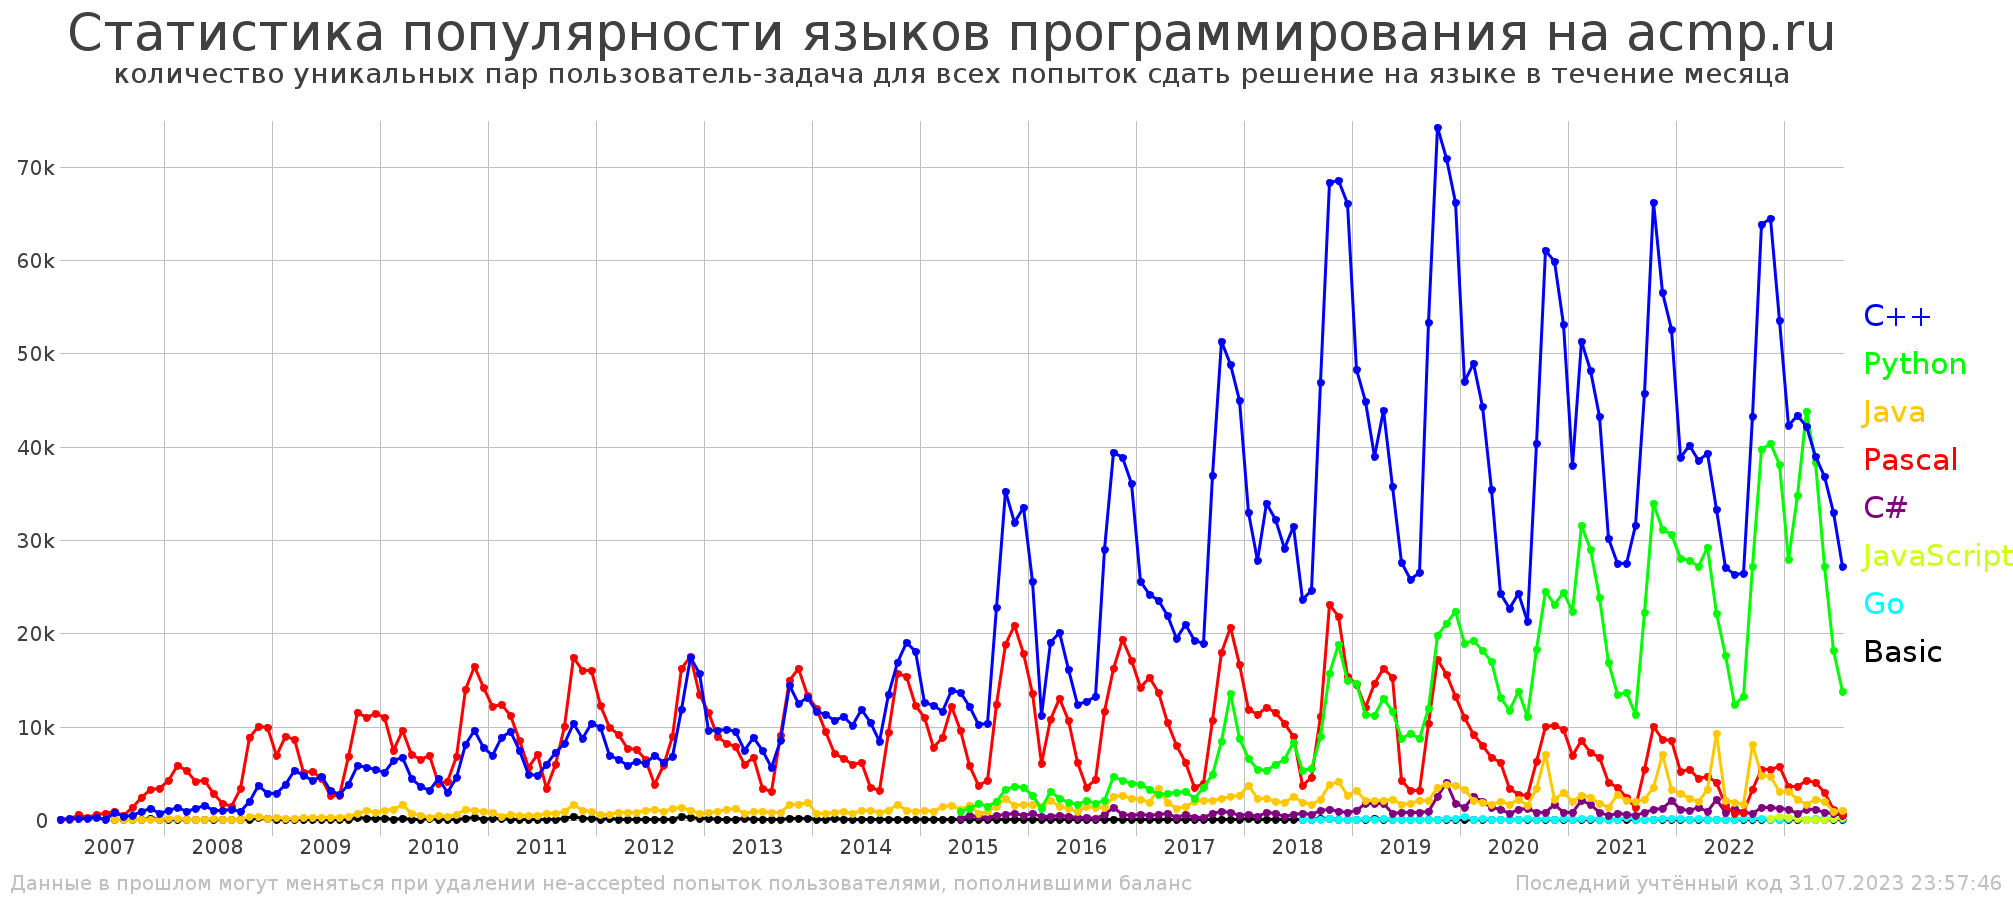 Статистика популярности языков программирования на acmp.ru
количество уникальных пар пользователь-задача для всех попыток сдать решение на языке в течение месяца
70k
60k
50k
40k
30k
20k
10k
0
C++
Python
Java
Pascal
C#
JavaScript
Go
Basic
2007 2008 2009 2010 2011 2012 2013 2014 2015 2016 2017 2018 2019 2020 2021 2022
Данные в прошлом могут меняться при удалении не-accepted попыток пользователями, пополнившими баланс
Последний учтённый код 31.07.2023 23:57:46